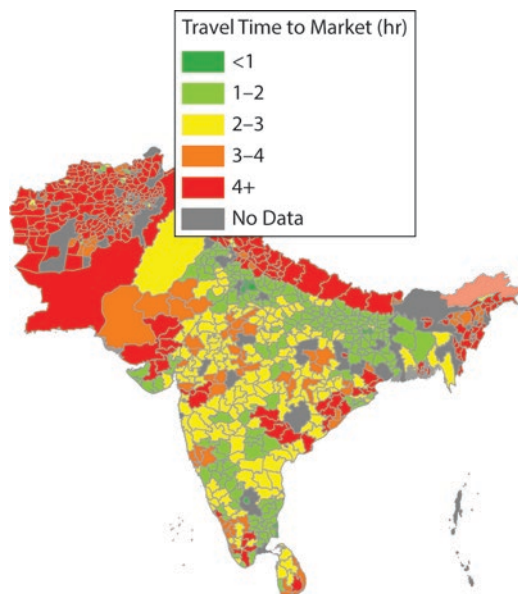 Travel Time to Market (hr)
<1
1–2
2–3
3–4
4+
No Data